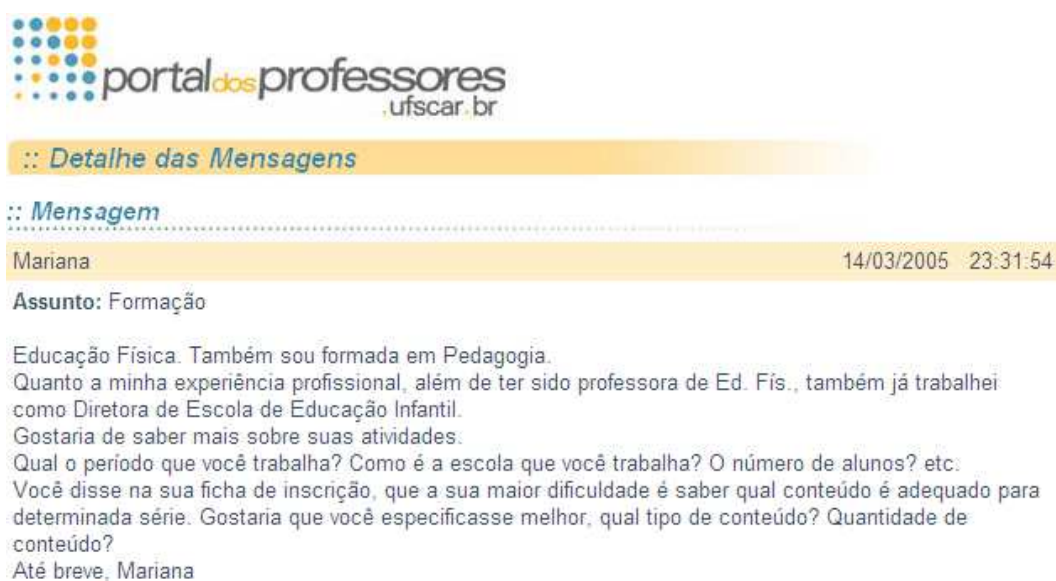 portaldosprofessores
.ufscar.br
:: Detalhe das Mensagens
:: Mensagem
Mariana 14/03/2005 23:31:54
Assunto: Formação
Educação Física. Também sou formada em Pedagogia.
Quanto a minha experiência profissional, além de ter sido professora de Ed. Fís., também já trabalhei
como Diretora de Escola de Educação Infantil.
Gostaria de saber mais sobre suas atividades.
Qual o período que você trabalha? Como é a escola que você trabalha? O número de alunos? etc.
Você disse na sua ficha de inscrição, que a sua maior dificuldade é saber qual conteúdo é adequado para
determinada série. Gostaria que você especificasse melhor, qual tipo de conteúdo? Quantidade de
conteúdo?
Até breve, Mariana